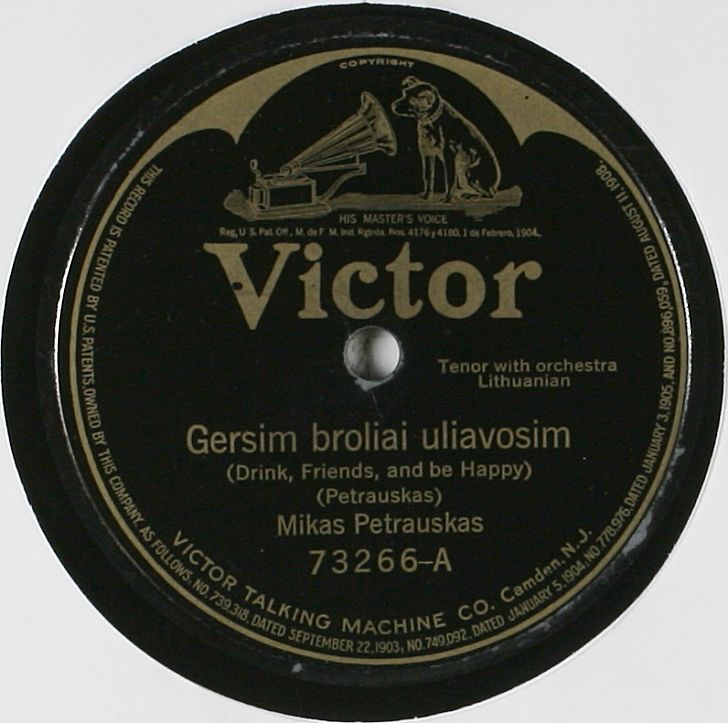 COPYRIGHT
HIS MASTER'S VOICE
Reg. U S. Pat. Off., M. de F M. Ind. Rgtrda. Nos. 4176 y 4180, 1 de Febrero, 1904.
Victor
Tenor with orchestra
Lithuanian
Gersim broliai uliavosim
(Drink, Friends, and be Happy)
(Petrauskas)
Mikas Petrauskas
73266-A
VICTOR TALKING MACHINE CO. Camden, N. J.
THIS RECORD IS PATENTED BY U.S. PATENTS, OWNED BY THIS COMPANY, AS FOLLOWS, NO. 739,318, DATED SEPTEMBER 22, 1903, NO. 749,092, DATED JANUARY 5, 1904, NO. 778,976, DATED JANUARY 3, 1905, AND NO. 896,059, DATED AUGUST 11, 1908.